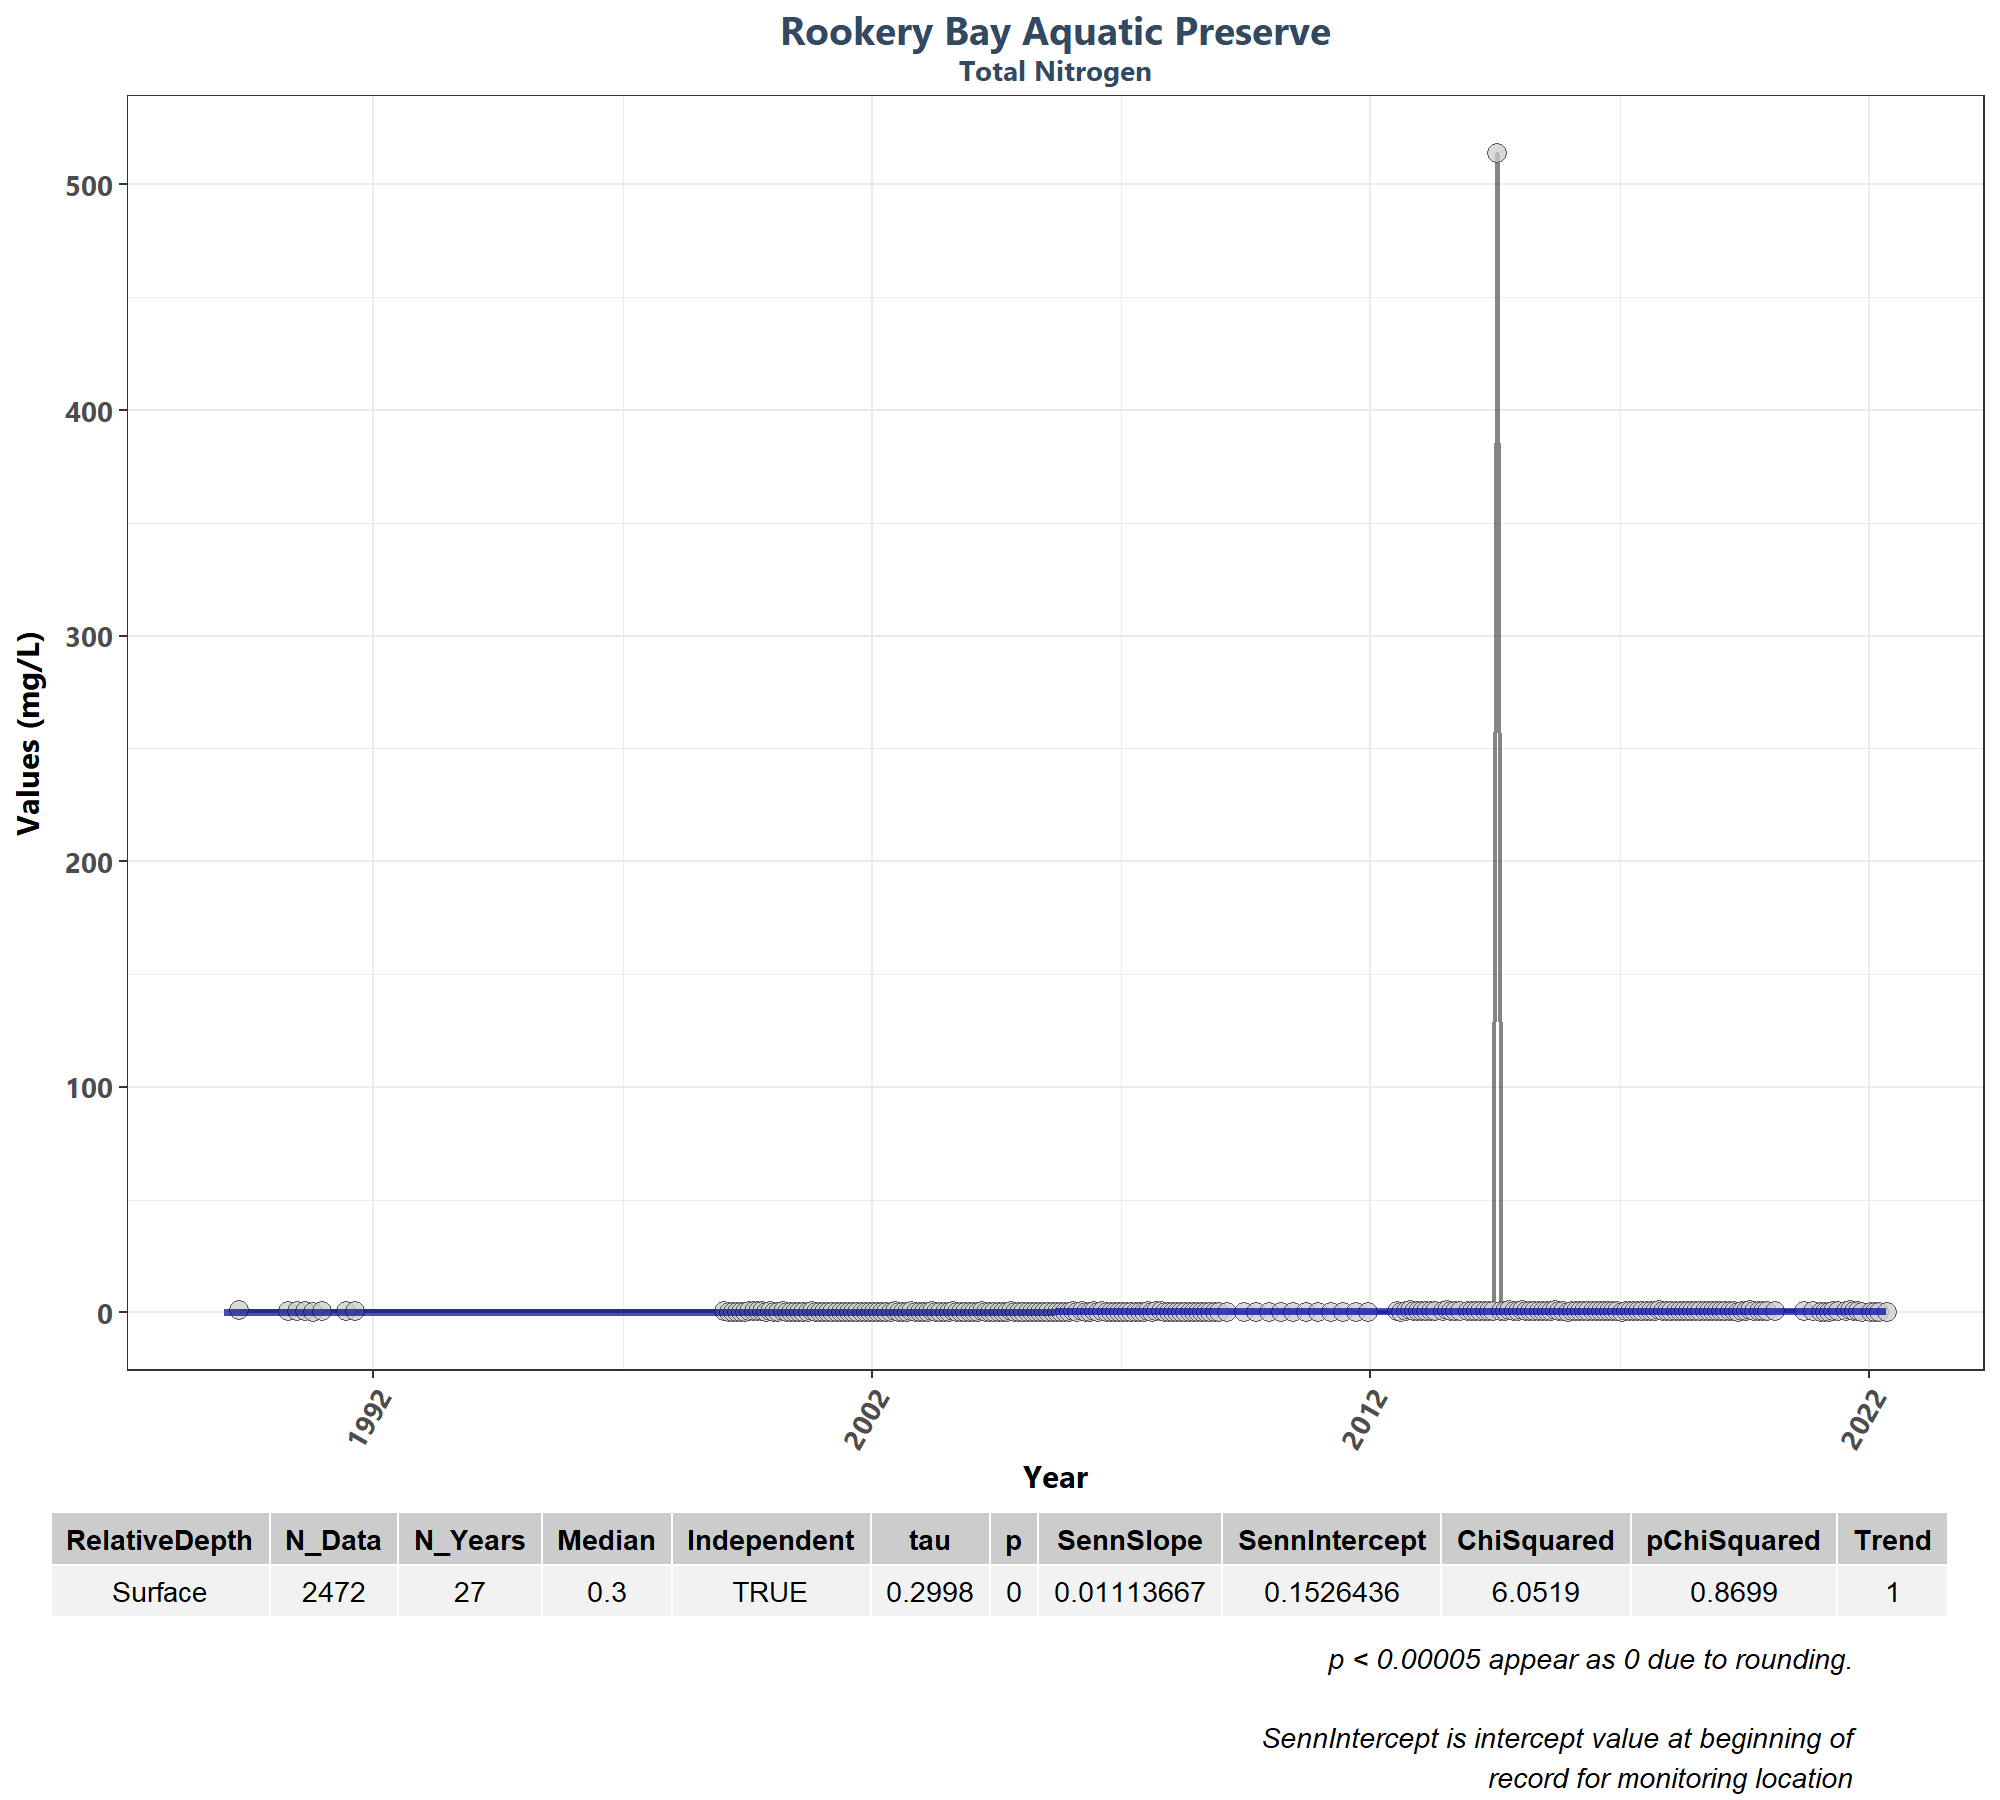 Rookery Bay Aquatic Preserve
Total Nitrogen
Values (mg/L)
500
400
300
200
100
0
1992 2002 2012 2022
Year
RelativeDepth N_Data N_Years Median Independent tau p SennSlope SennIntercept ChiSquared pChiSquared Trend
Surface 2472 27 0.3 TRUE 0.2998 0 0.01113667 0.1526436 6.0519 0.8699 1
p < 0.00005 appear as 0 due to rounding.
SennIntercept is intercept value at beginning of
record for monitoring location